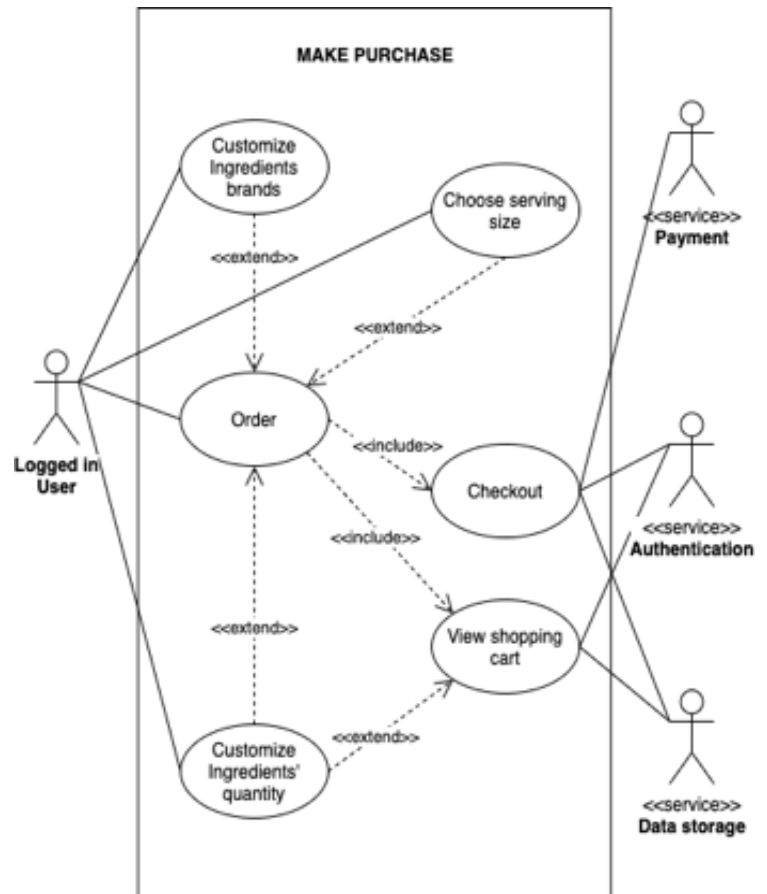 MAKE PURCHASE
Customize
Ingredients
brands
Choose serving
size
<<service>>
Payment
<<extend>>
<<extend>>
Order
Logged in
User
<<include>>
Checkout
<<service>>
Authentication
<<include>>
<<extend>>
View shopping
cart
<<extend>>
Customize
Ingredients'
quantity
<<service>>
Data storage